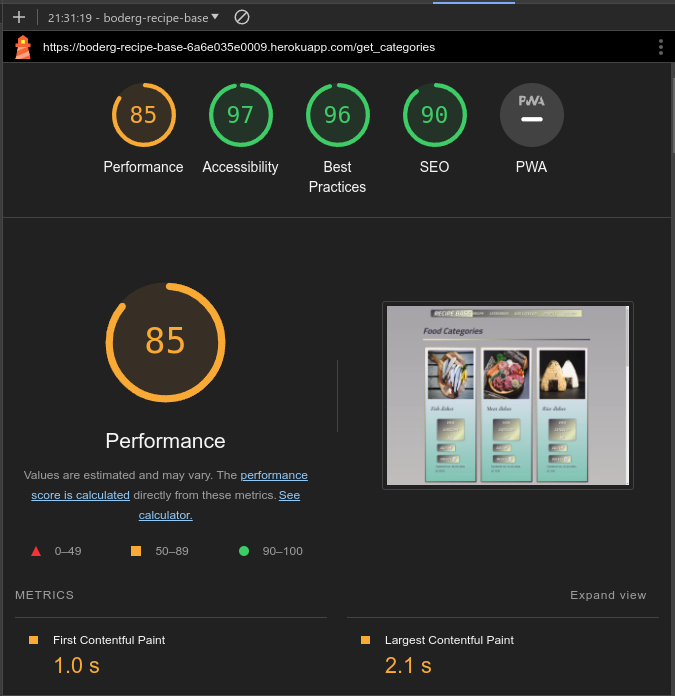 21:31:19 - boderg-recipe-base
https://boderg-recipe-base-6a6e035e0009.herokuapp.com/get_categories
85
97
96
90
PWA
Performance
Accessibility
Best
Practices
SEO
PWA
85
Performance
Values are estimated and may vary. The performance
score is calculated directly from these metrics. See
calculator.
0–49
50–89
90–100
RECIPE BASE
Food Categories
Fish Dishes
Meat Dishes
Rice Dishes
METRICS
Expand view
First Contentful Paint
1.0 s
Largest Contentful Paint
2.1 s